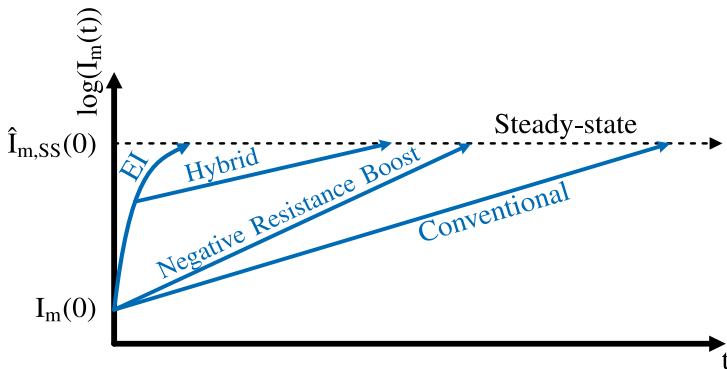 log(I_m(t))
Î_m,SS(0)
Steady-state
EI
Hybrid
Negative Resistance Boost
Conventional
I_m(0)
t